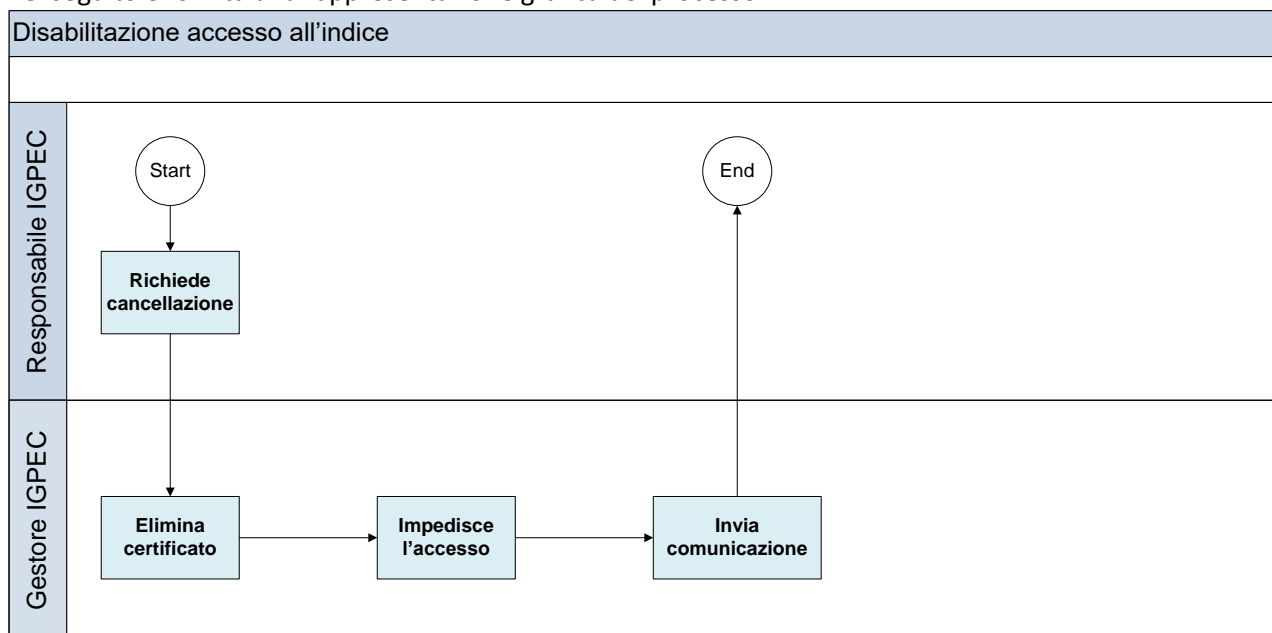 Disabilitazione accesso all’indice
Responsabile IGPEC
Start
End
Richiede
cancellazione
Gestore IGPEC
Elimina
certificato
Impedisce
l’accesso
Invia
comunicazione